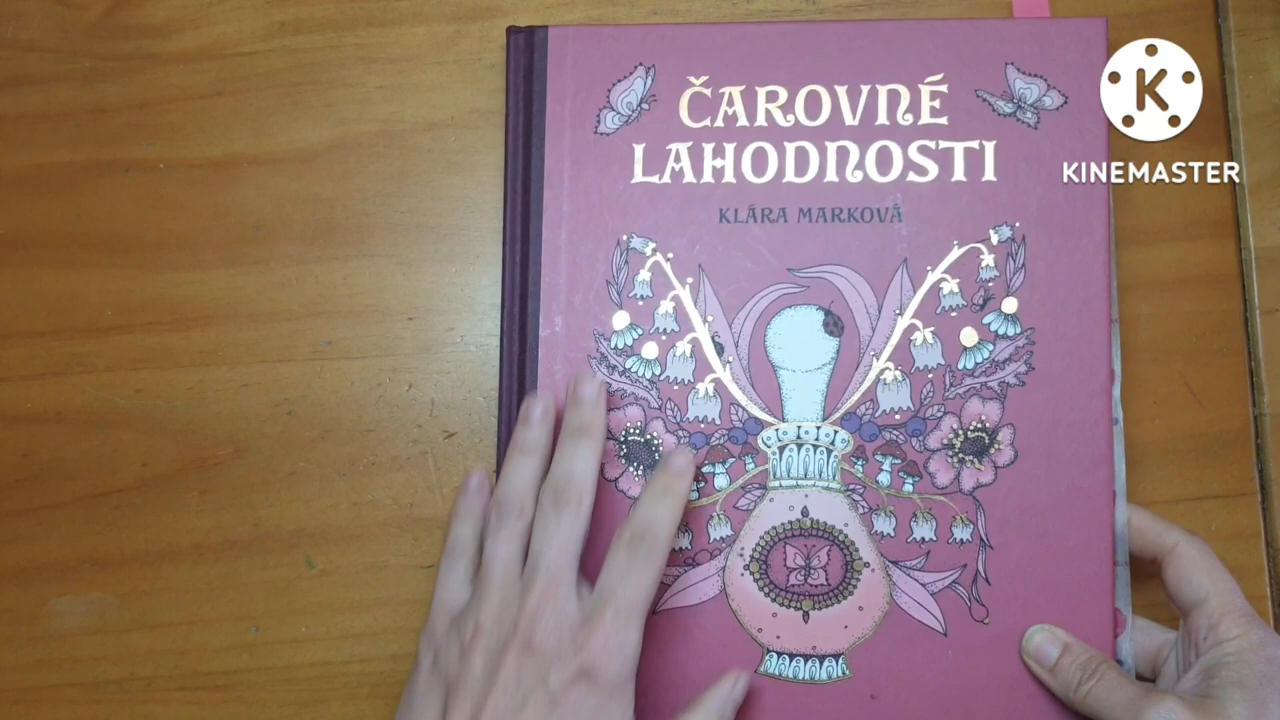 ČAROVNÉ
LAHODNOSTI
KLÁRA MARKOVÁ
K
KINEMASTER